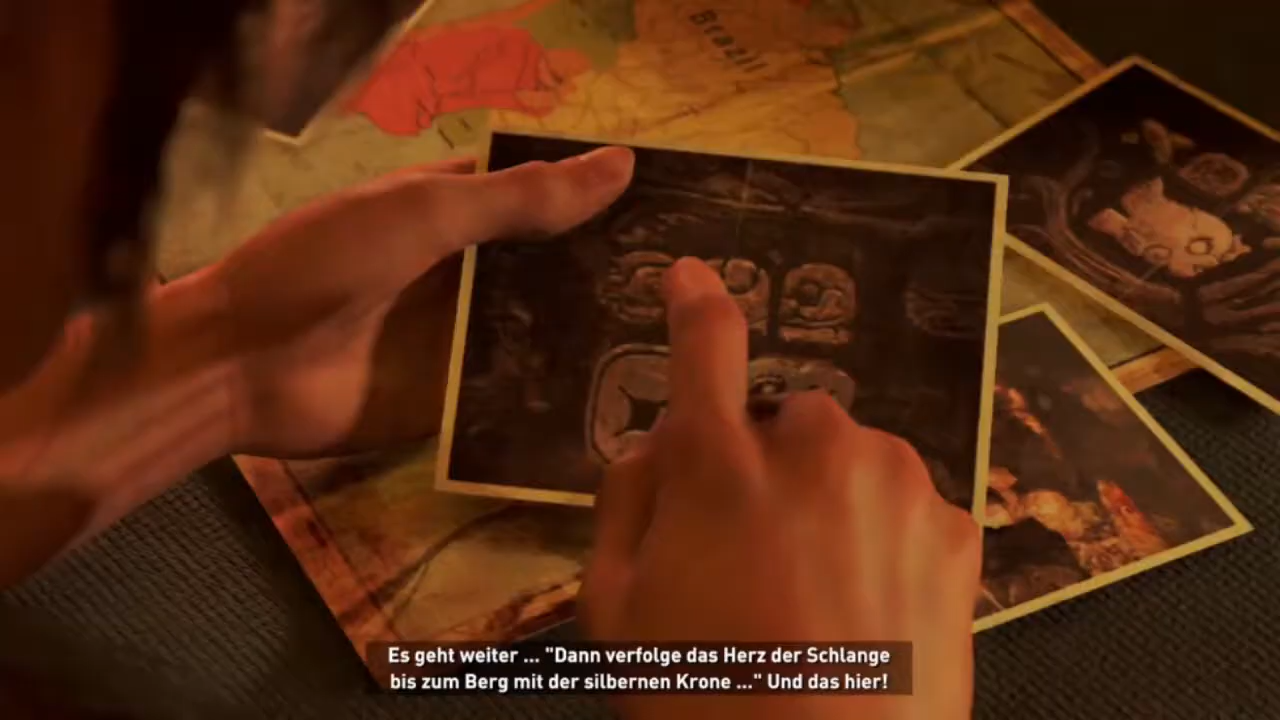 Brazil
Es geht weiter ... "Dann verfolge das Herz der Schlange
bis zum Berg mit der silbernen Krone ..." Und das hier!